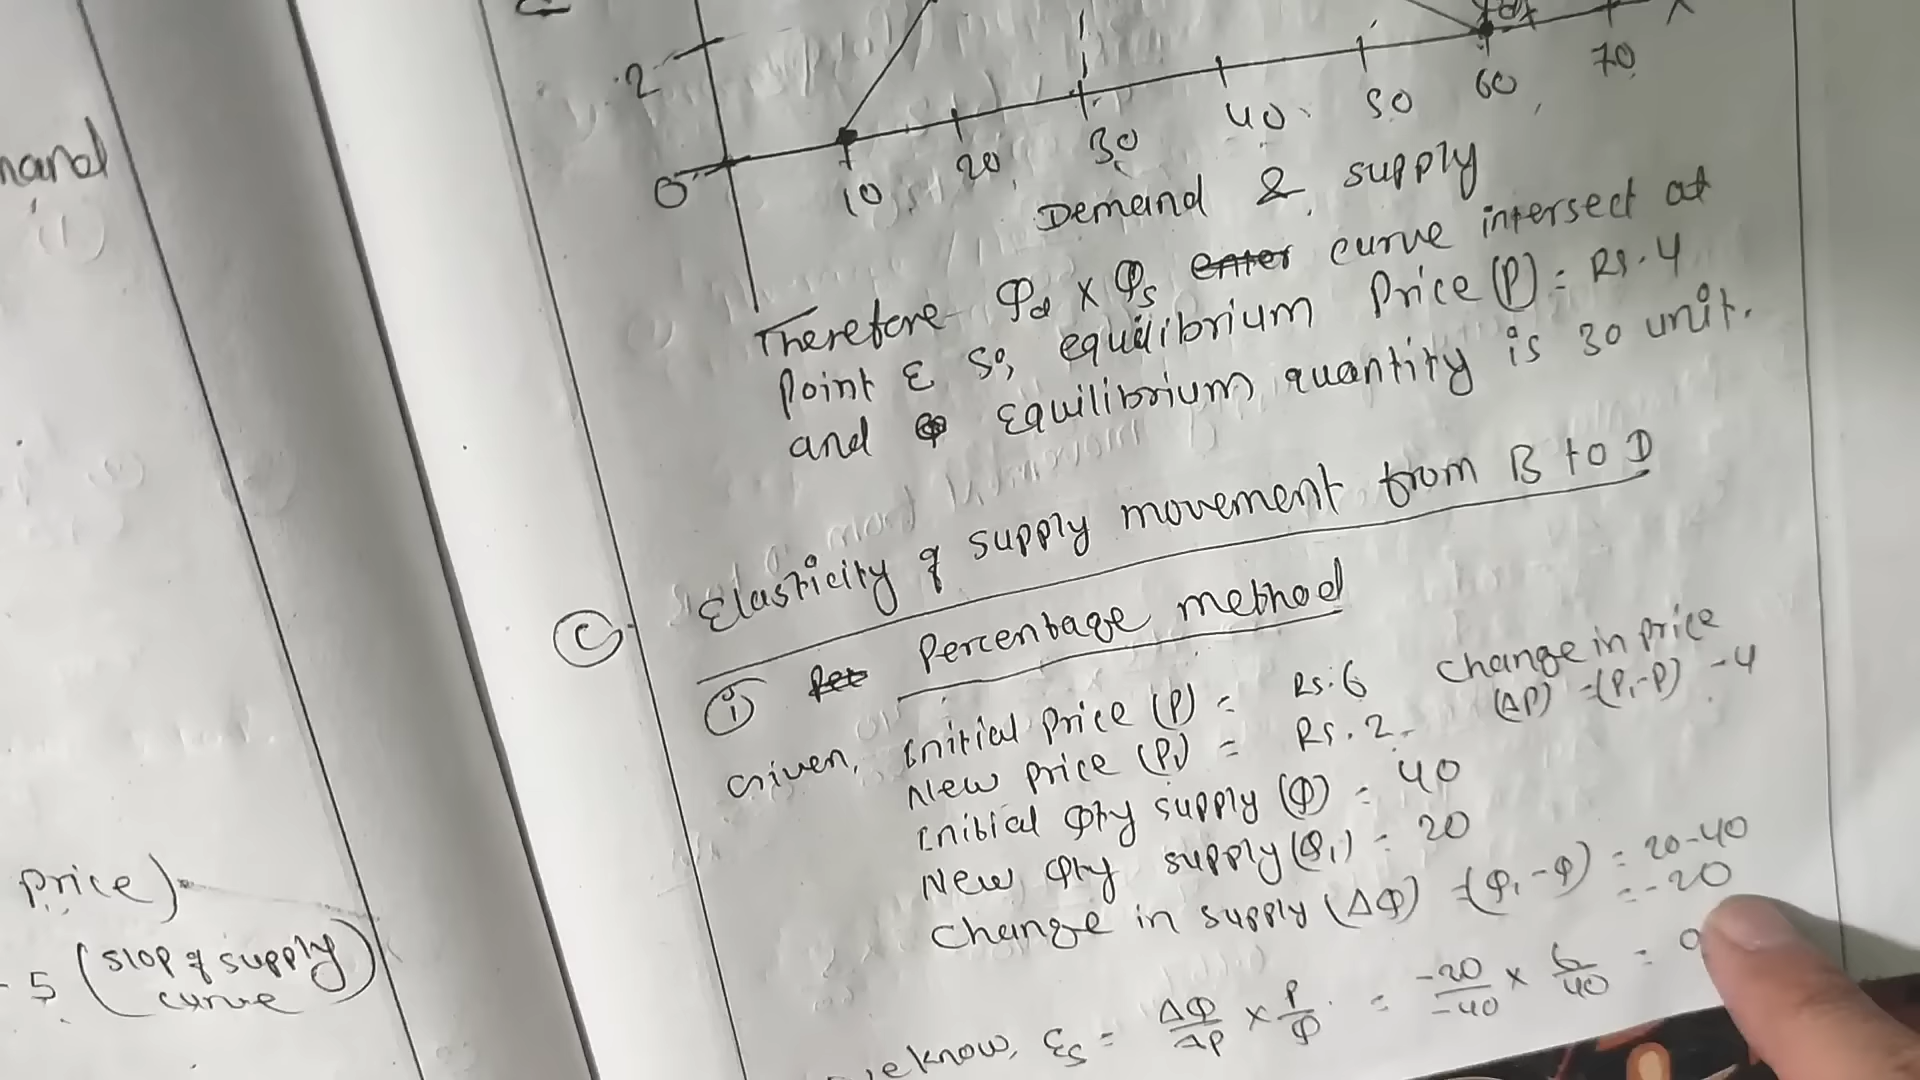 2
0
10
20
30
40
50
60
70
Demand & supply
Therefore Qd x Qs enter curve intersect at
point E so, equilibrium Price (P) = Rs. 4
and Equilibrium quantity is 30 unit.
C. Elasticity of supply movement from B to D
(i) Percentage method
Given, Initial Price (P) = Rs. 6 Change in price
New price (P1) = Rs. 2 (ΔP) = (P1-P) -4
Initial Qty supply (Q) = 40
New Qty supply (Q1) = 20
Change in supply (ΔQ) = (Q1-Q) = 20-40
= -20
know, Es = ΔQ/ΔP x P/Q = -20/-40 x 6/40 =
price)
5 (slop of supply
curve)